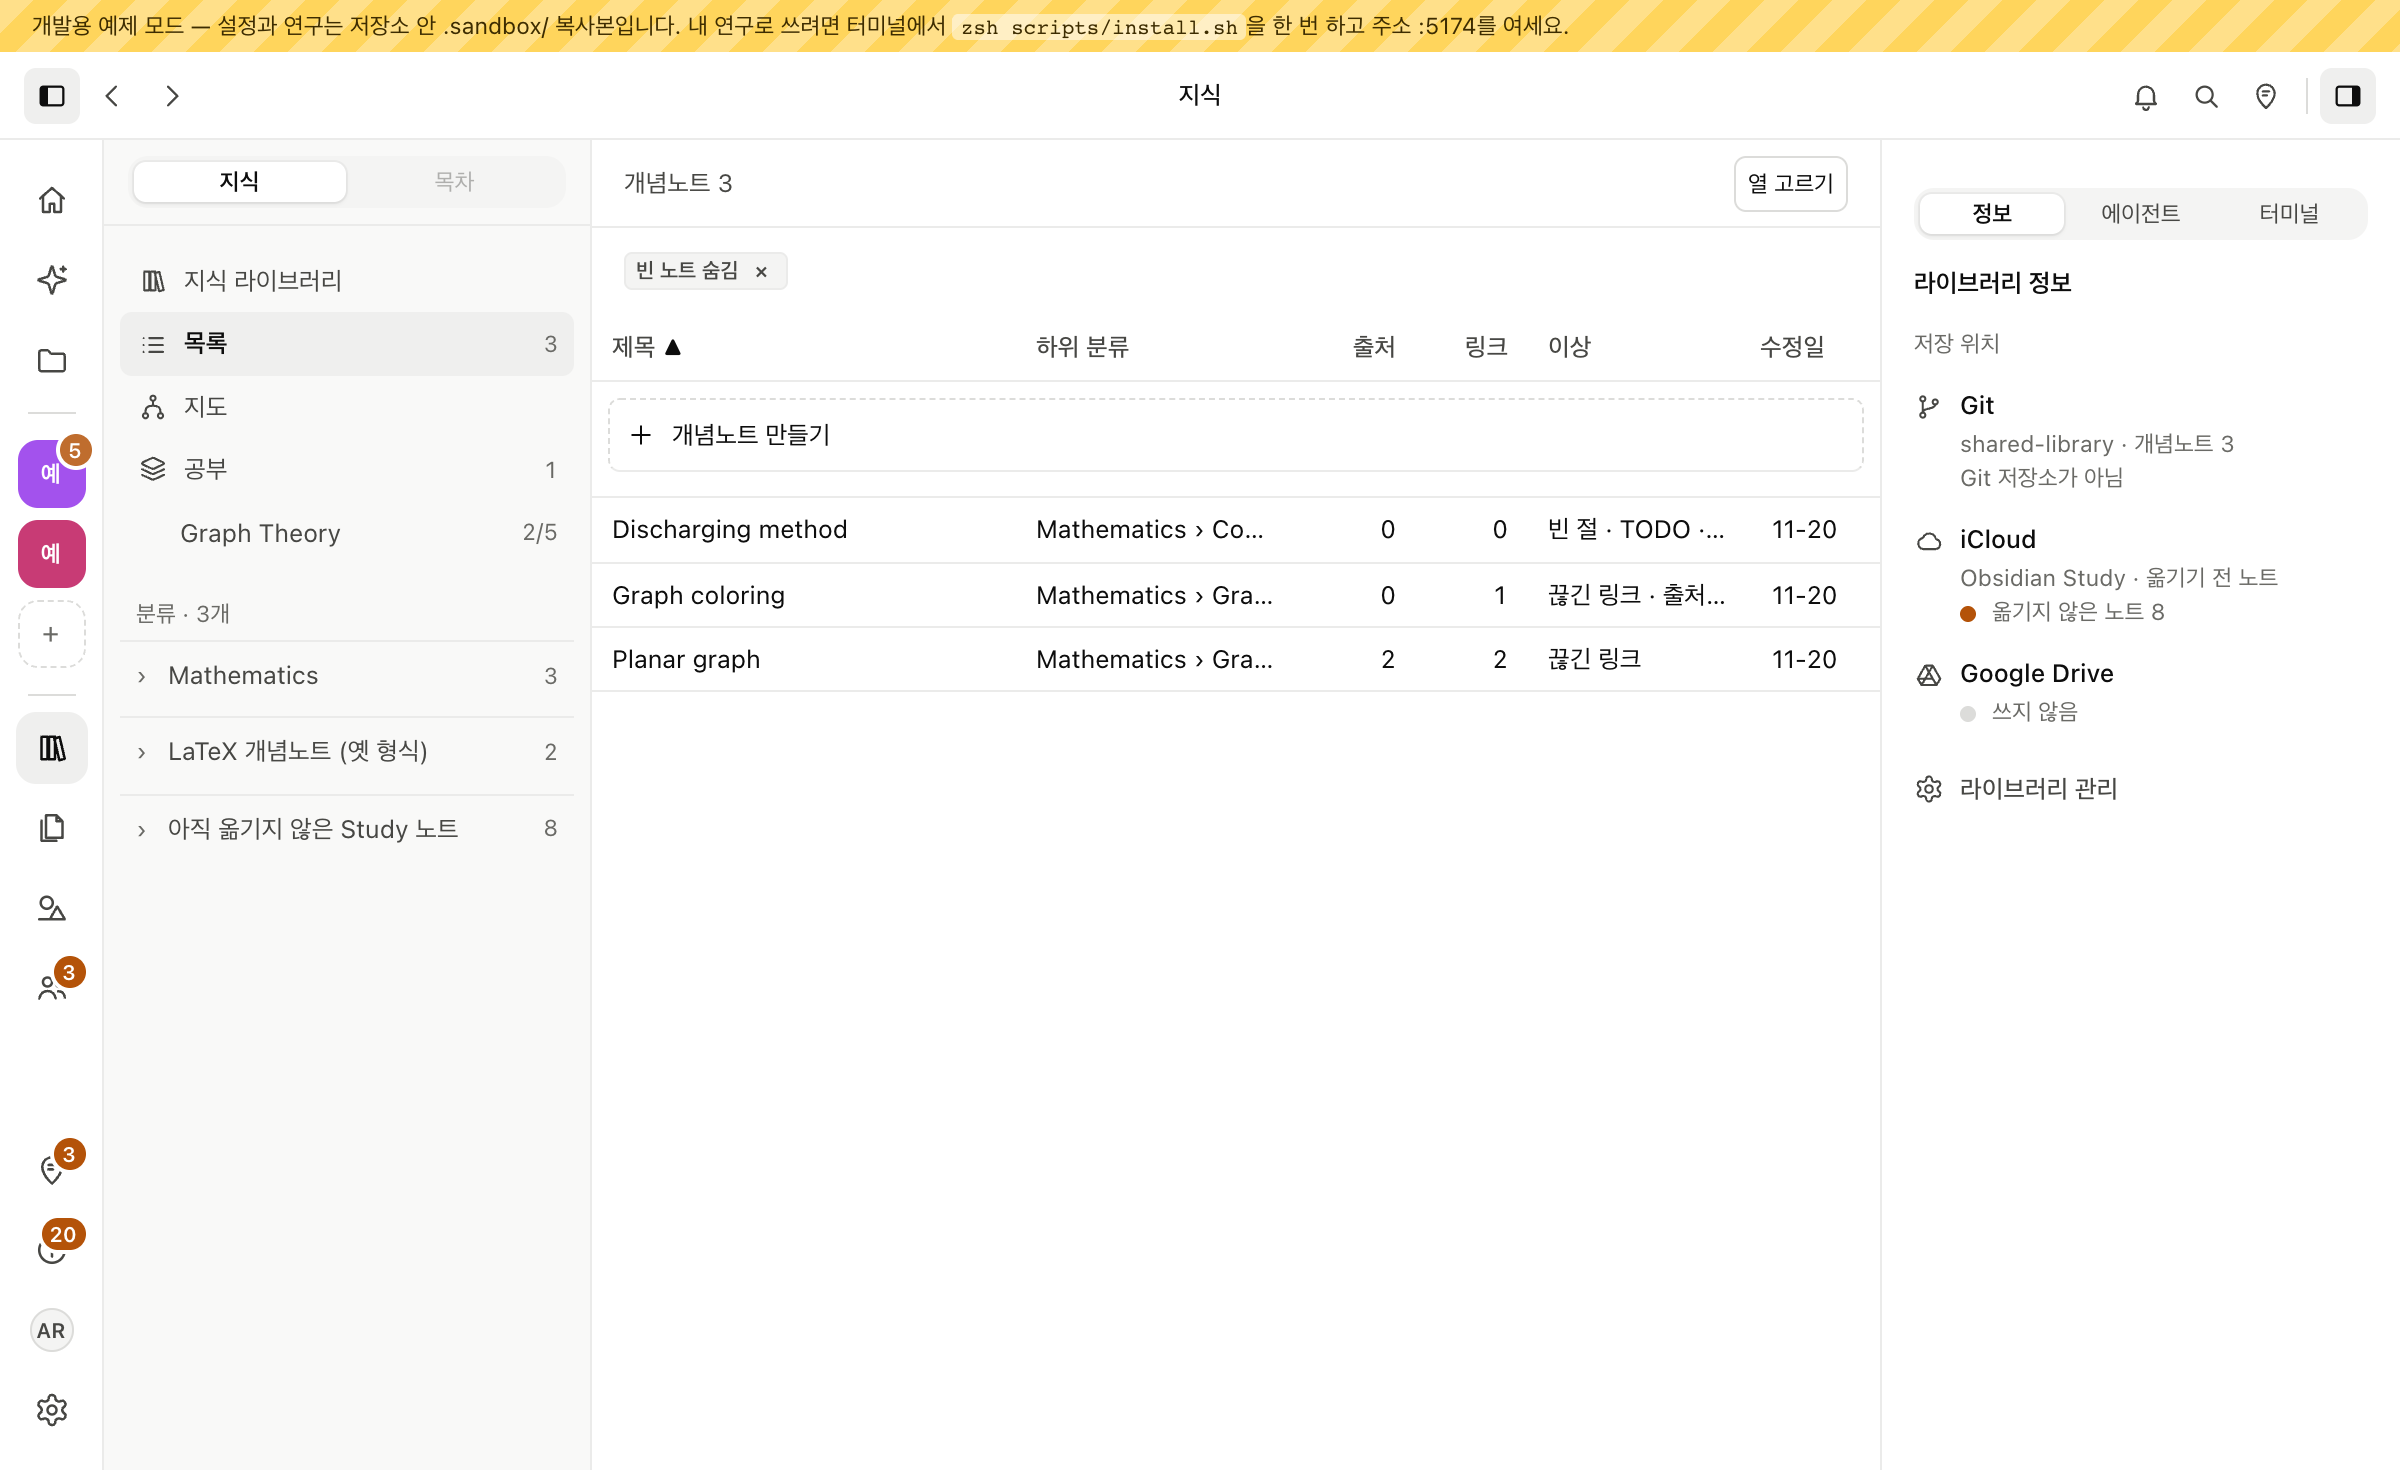 개발용 예제 모드 — 설정과 연구는 저장소 안 .sandbox/ 복사본입니다. 내 연구로 쓰려면 터미널에서 zsh scripts/install.sh을 한 번 하고 주소 :5174를 여세요.
지식
지식
목차
지식 라이브러리
목록 3
지도
공부 1
Graph Theory 2/5
분류 · 3개
Mathematics 3
LaTeX 개념노트 (옛 형식) 2
아직 옮기지 않은 Study 노트 8
5
예
예
+
3
3
20
AR
개념노트 3
열 고르기
빈 노트 숨김 ×
제목 ▲ 하위 분류 출처 링크 이상 수정일
+ 개념노트 만들기
Discharging method Mathematics › Co... 0 0 빈 절 · TODO ·... 11-20
Graph coloring Mathematics › Gra... 0 1 끊긴 링크 · 출처... 11-20
Planar graph Mathematics › Gra... 2 2 끊긴 링크 11-20
정보 에이전트 터미널
라이브러리 정보
저장 위치
Git
shared-library · 개념노트 3
Git 저장소가 아님
iCloud
Obsidian Study · 옮기기 전 노트
옮기지 않은 노트 8
Google Drive
쓰지 않음
라이브러리 관리